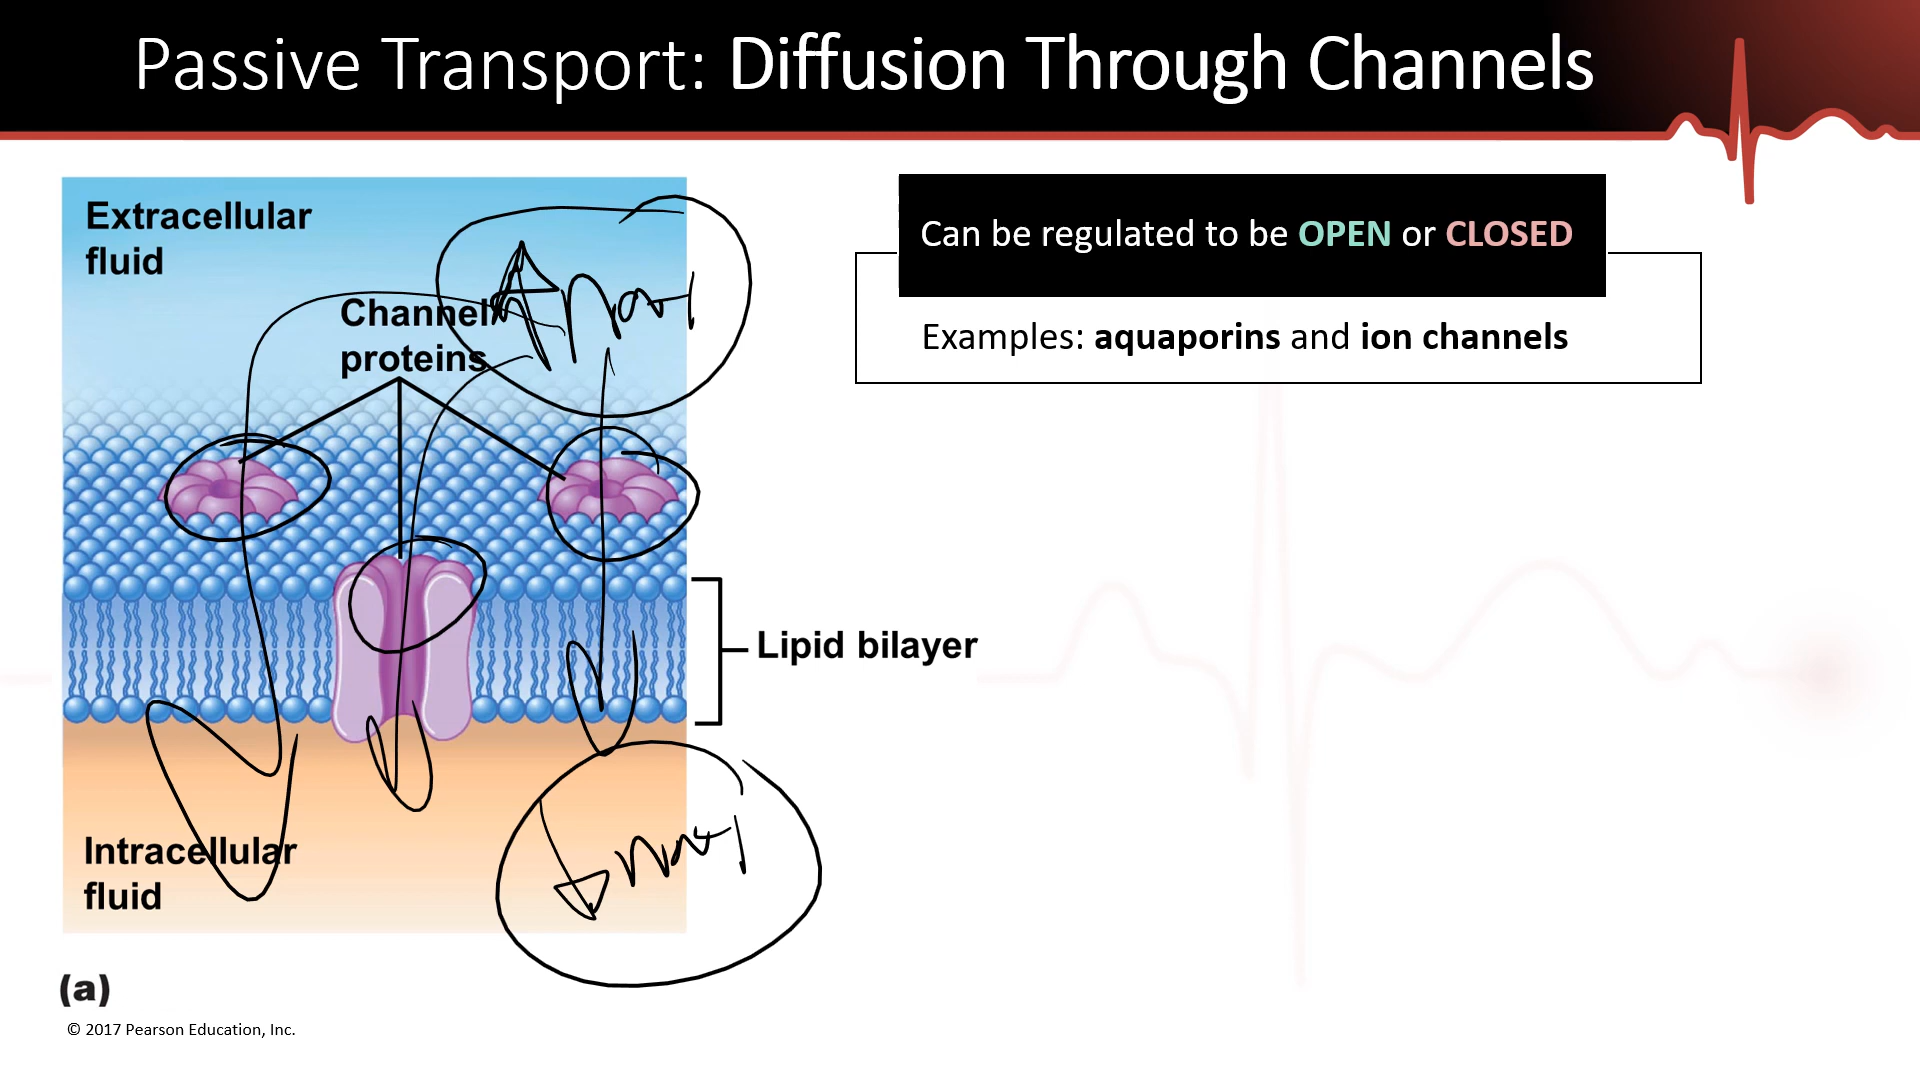 Passive Transport: Diffusion Through Channels
Extracellular
fluid
Channel
proteins
Can be regulated to be OPEN or CLOSED
Examples: aquaporins and ion channels
Lipid bilayer
Intracellular
fluid
(a)
© 2017 Pearson Education, Inc.